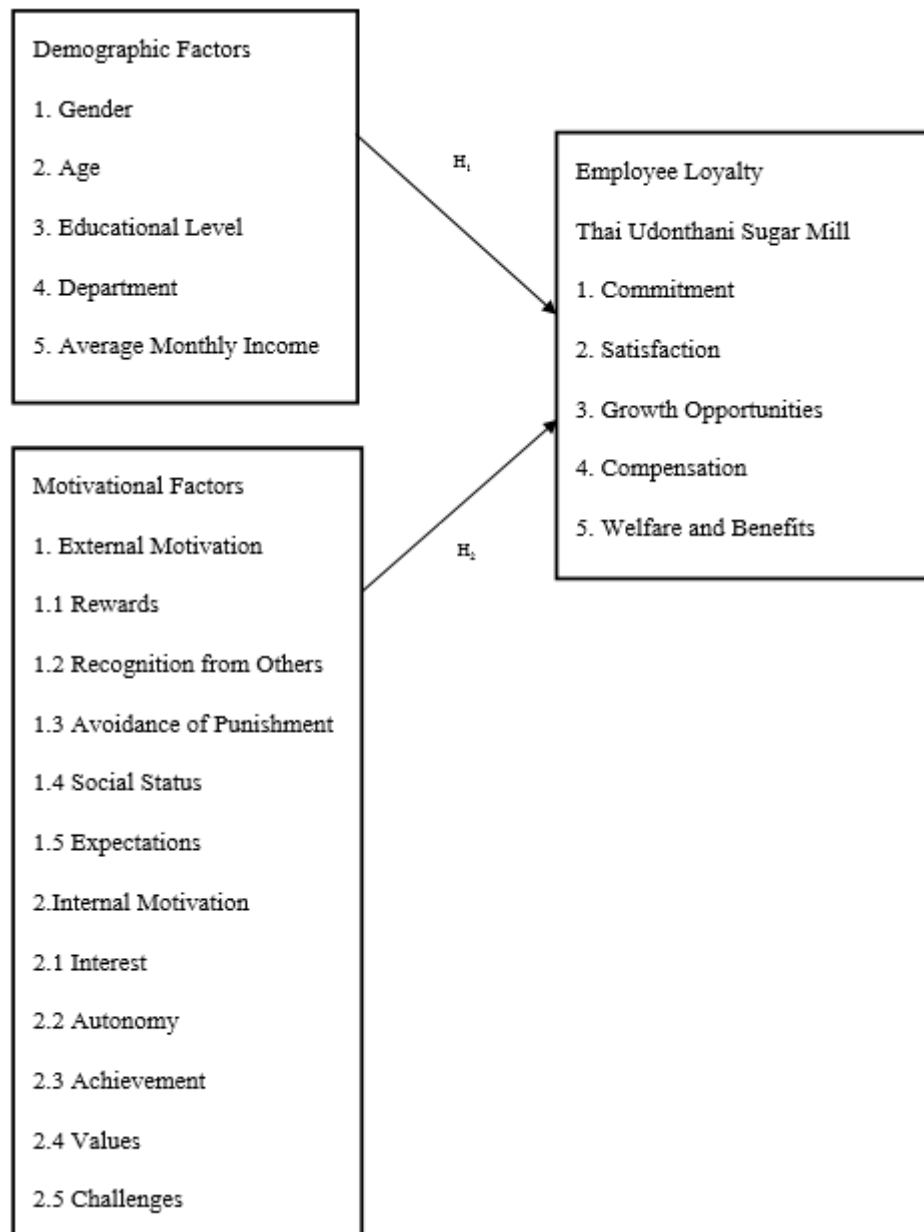 Demographic Factors
1. Gender
2. Age
3. Educational Level
4. Department
5. Average Monthly Income
H₁
Employee Loyalty
Thai Udonthani Sugar Mill
1. Commitment
2. Satisfaction
3. Growth Opportunities
4. Compensation
5. Welfare and Benefits
H₂
Motivational Factors
1. External Motivation
1.1 Rewards
1.2 Recognition from Others
1.3 Avoidance of Punishment
1.4 Social Status
1.5 Expectations
2.Internal Motivation
2.1 Interest
2.2 Autonomy
2.3 Achievement
2.4 Values
2.5 Challenges